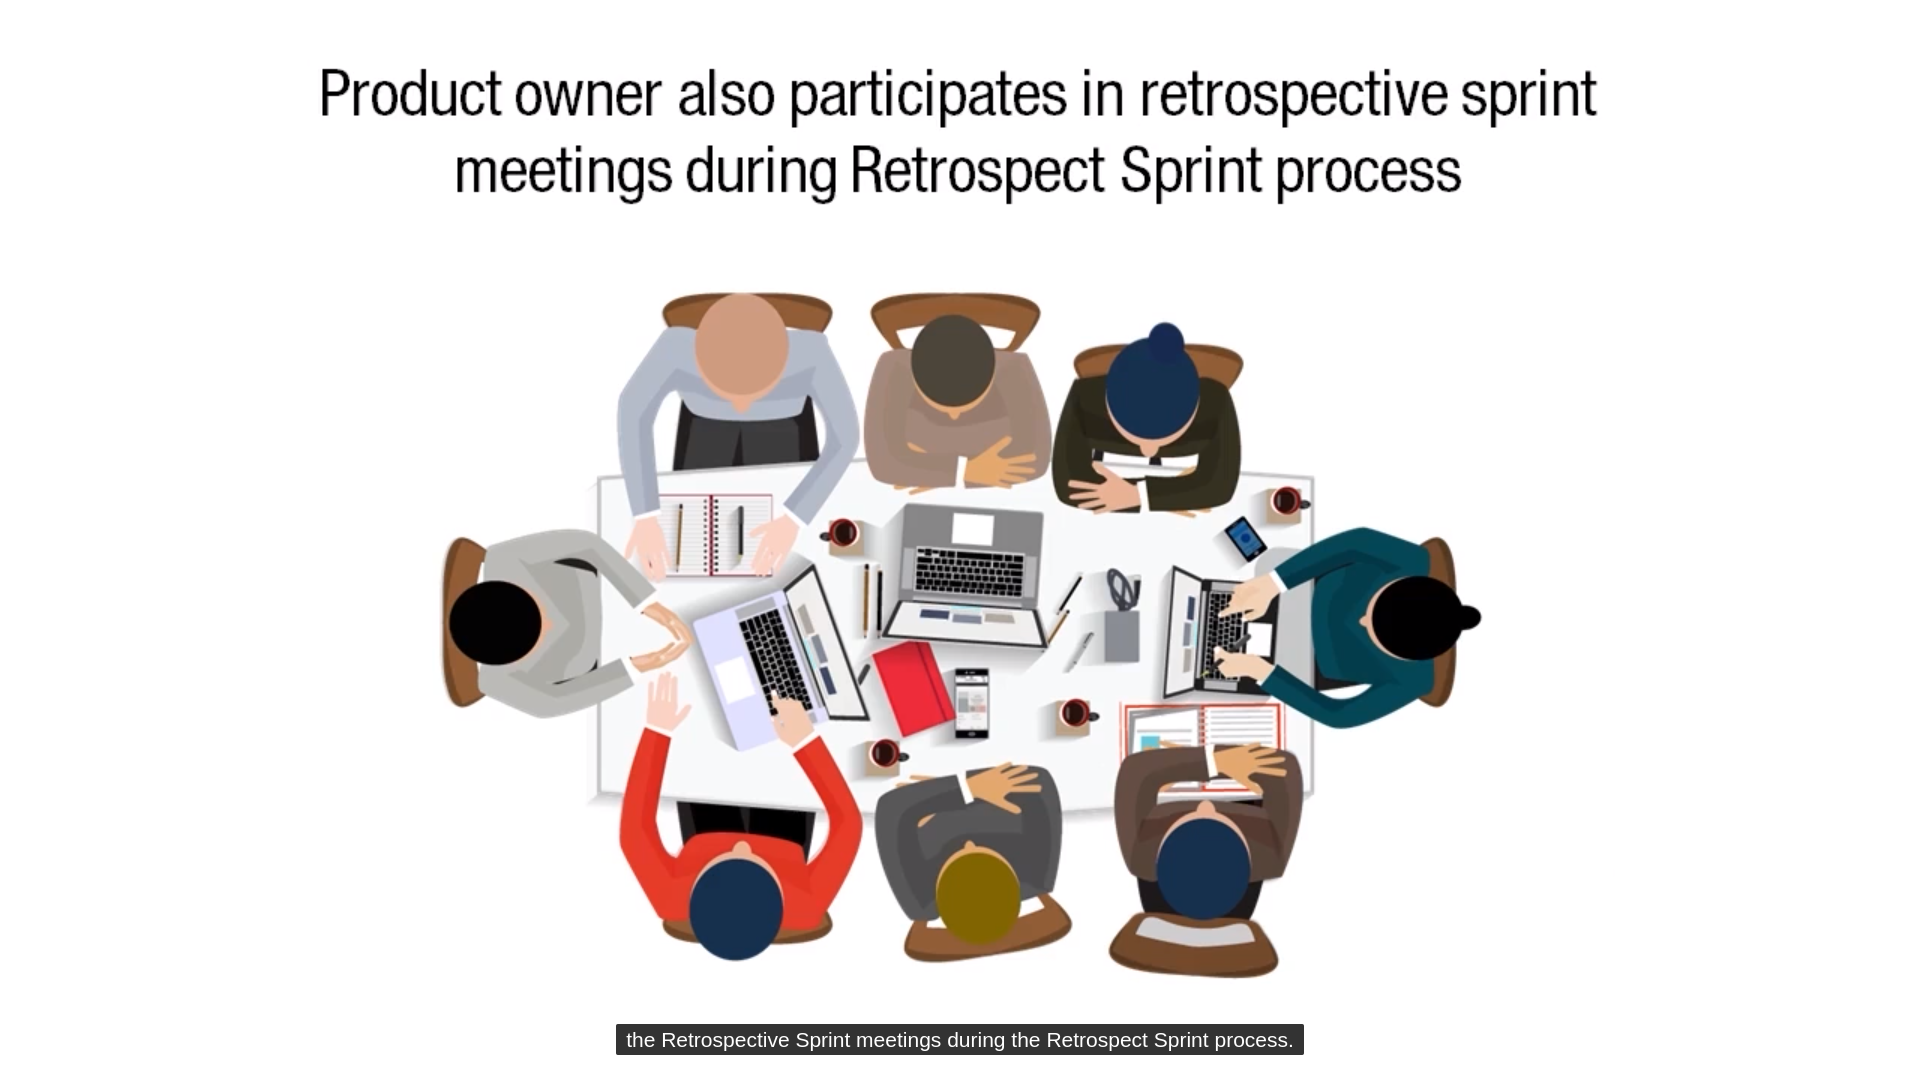 Product owner also participates in retrospective sprint
meetings during Retrospect Sprint process
the Retrospective Sprint meetings during the Retrospect Sprint process.